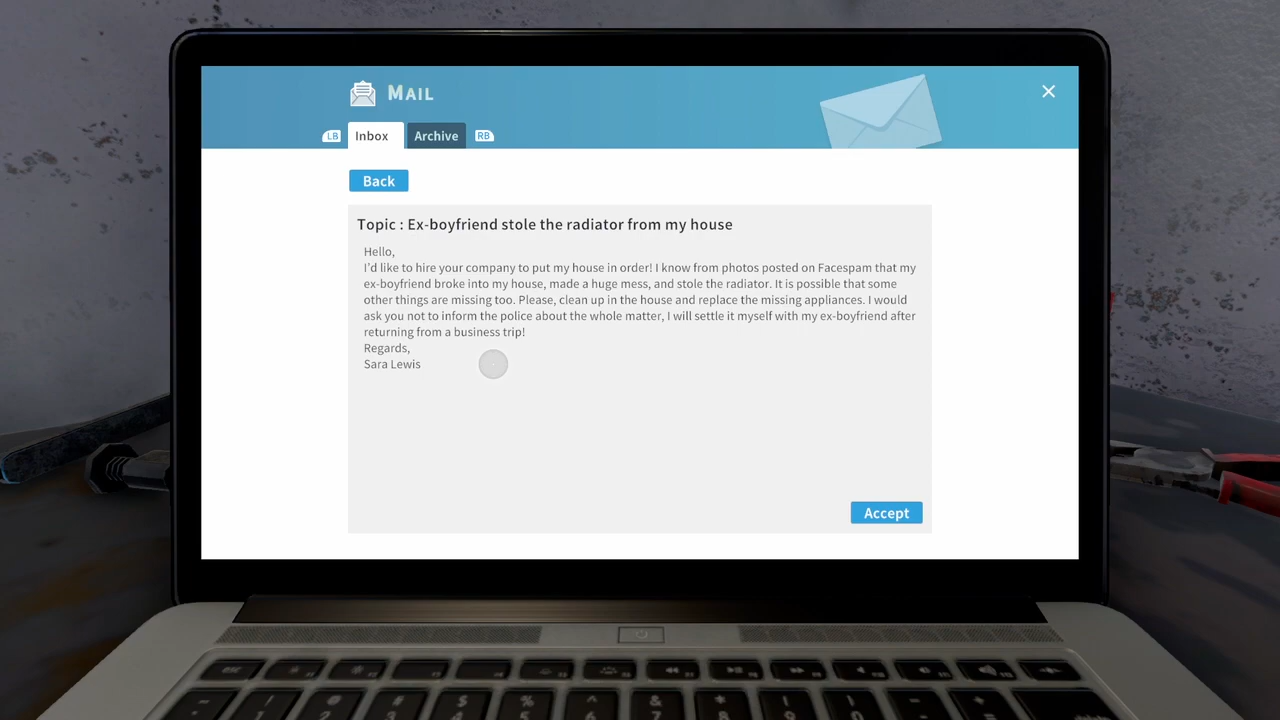 MAIL
LB Inbox Archive RB
Back
Topic : Ex-boyfriend stole the radiator from my house
Hello,
I'd like to hire your company to put my house in order! I know from photos posted on Facespam that my
ex-boyfriend broke into my house, made a huge mess, and stole the radiator. It is possible that some
other things are missing too. Please, clean up in the house and replace the missing appliances. I would
ask you not to inform the police about the whole matter, I will settle it myself with my ex-boyfriend after
returning from a business trip!
Regards,
Sara Lewis
Accept